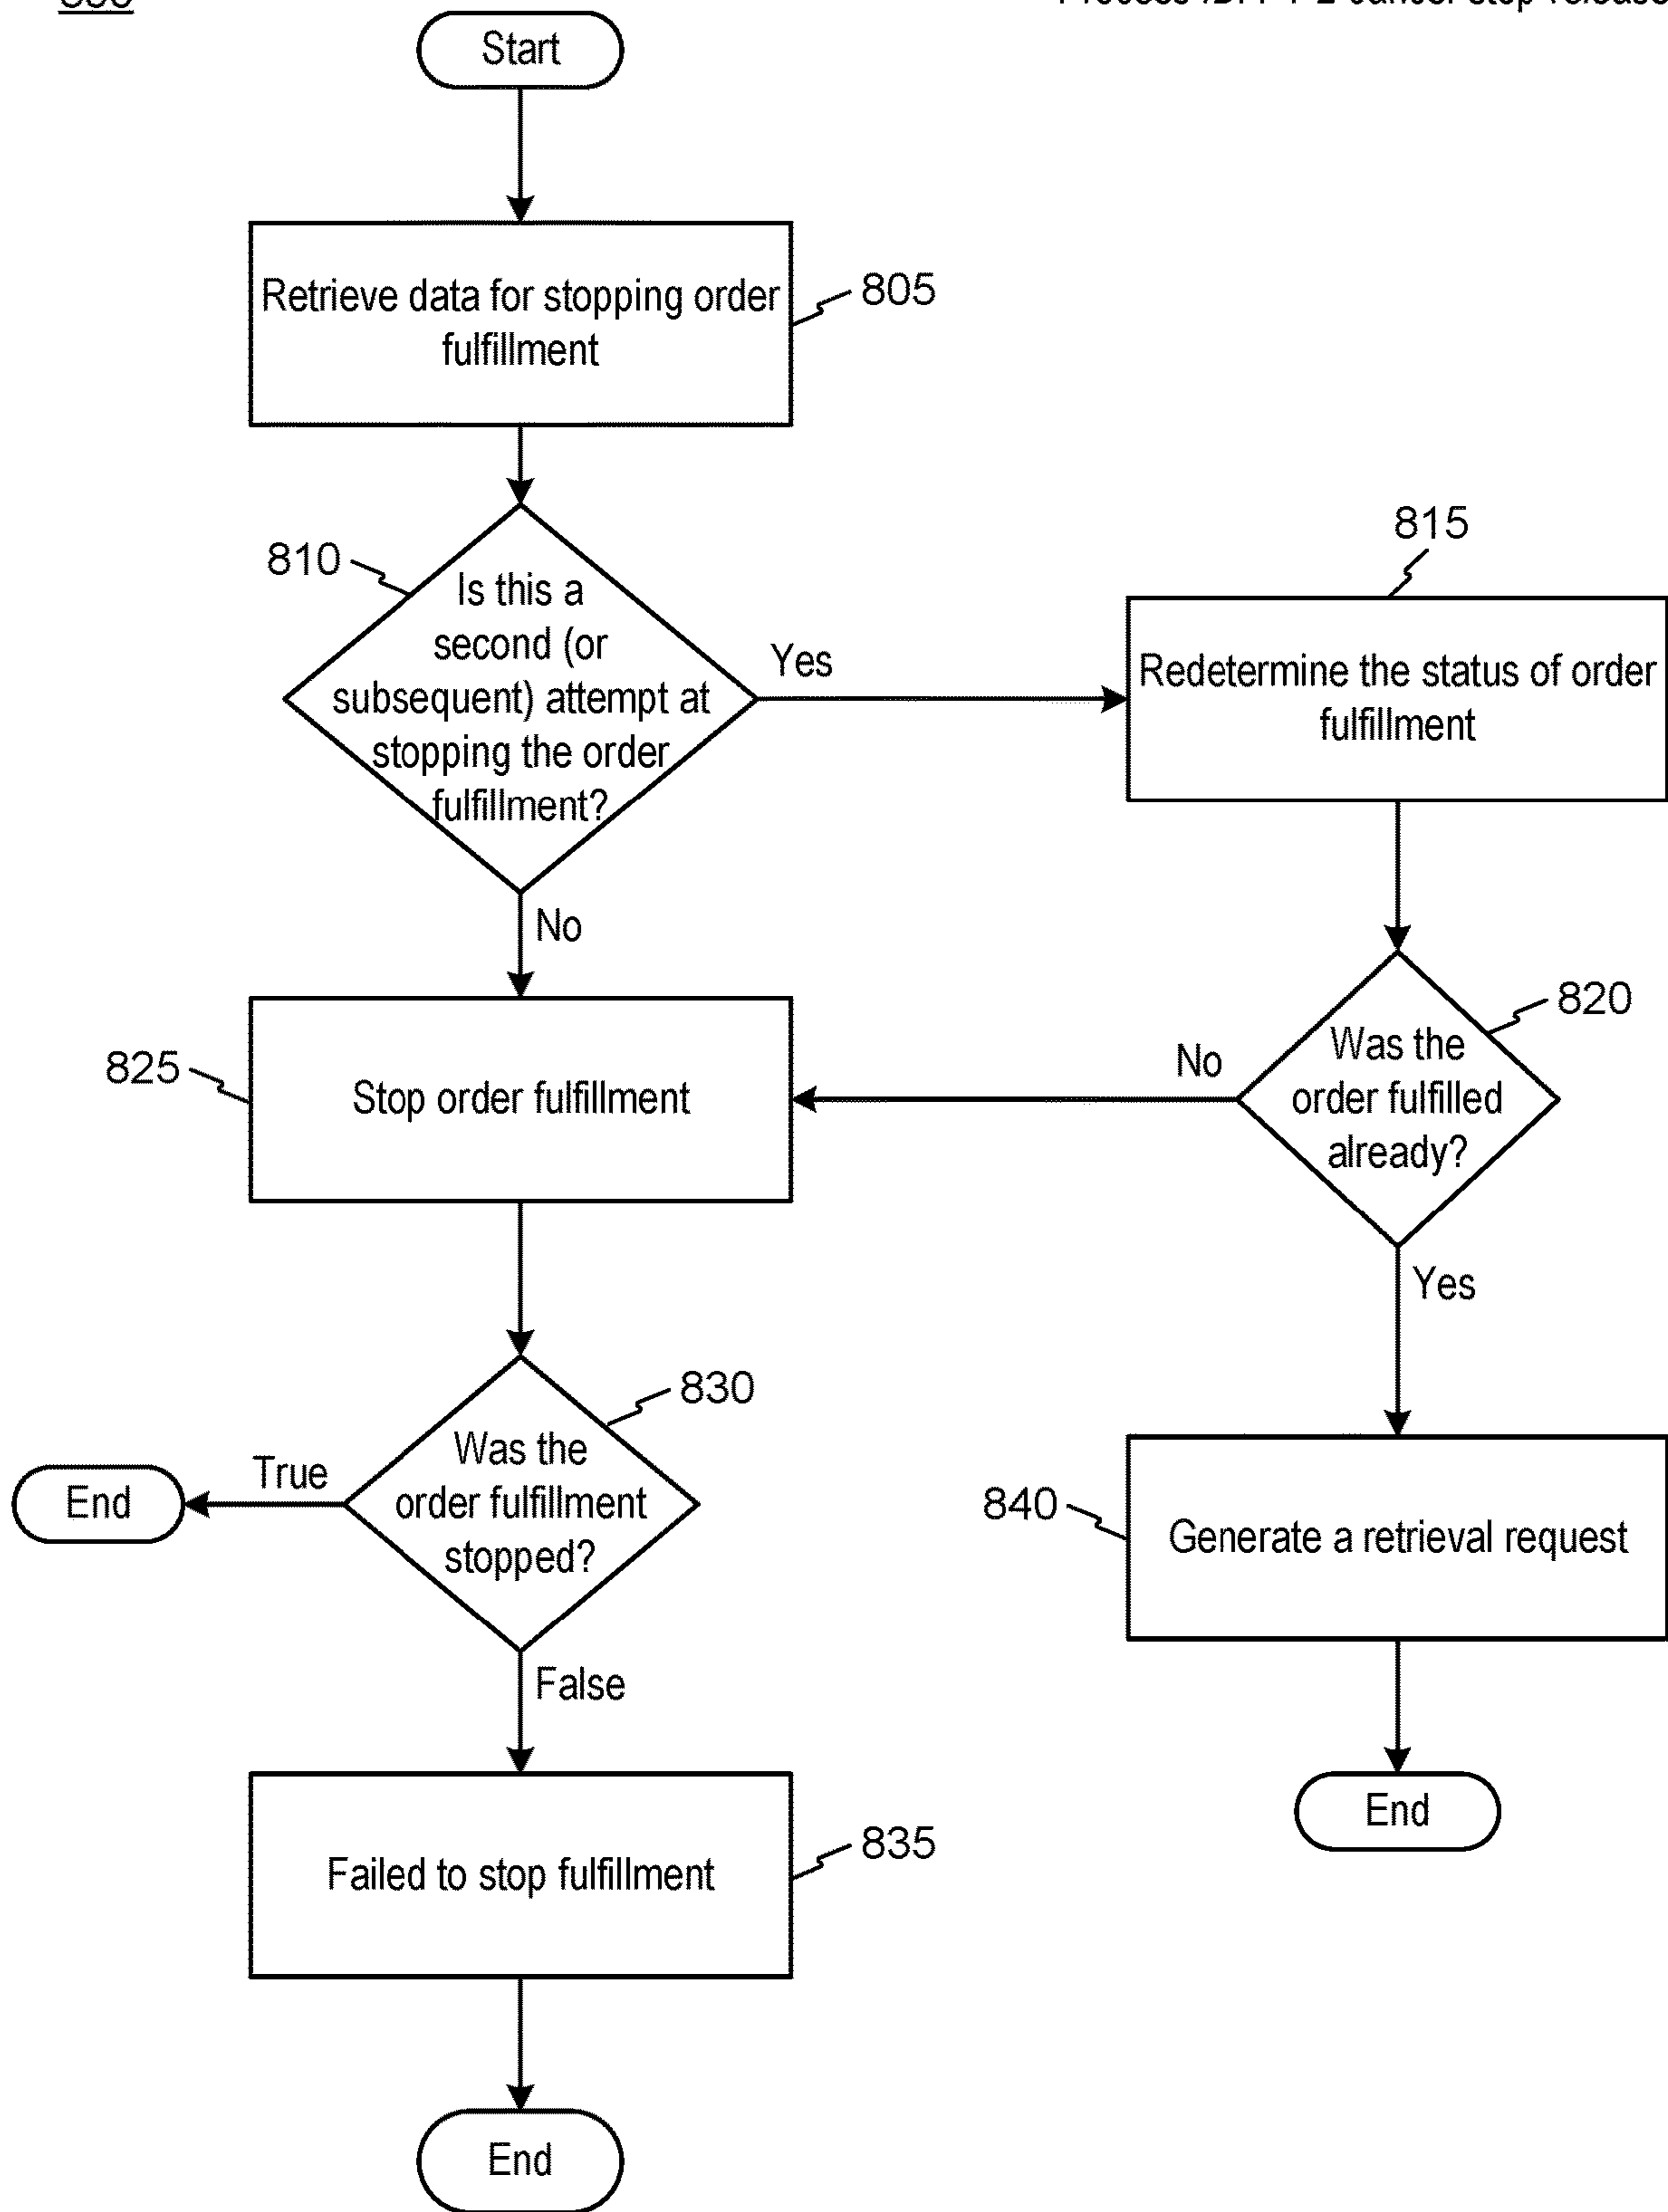 Start
Retrieve data for stopping order
fulfillment
805
810
Is this a
second (or
subsequent) attempt at
stopping the order
fulfillment?
Yes
815
Redetermine the status of order
fulfillment
No
825
Stop order fulfillment
No
820
Was the
order fulfilled
already?
Yes
830
Was the
order fulfillment
stopped?
True
End
840
Generate a retrieval request
False
835
Failed to stop fulfillment
End
End